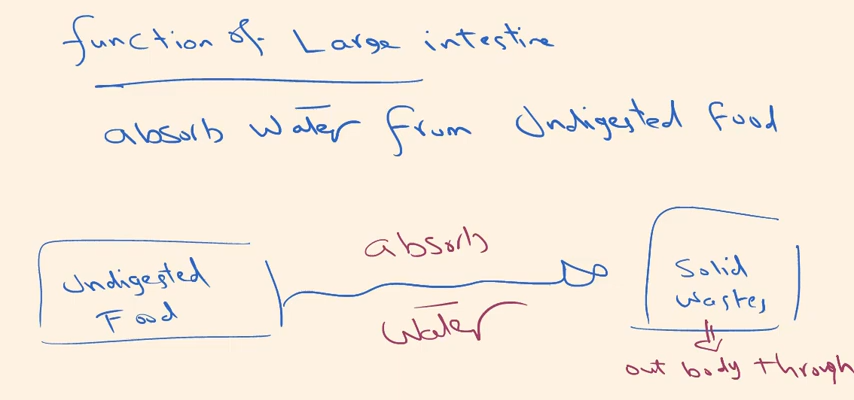 function of Large intestine
absorb water from Undigested food
absorb
Undigested
Food
water
Solid
wastes
out body through